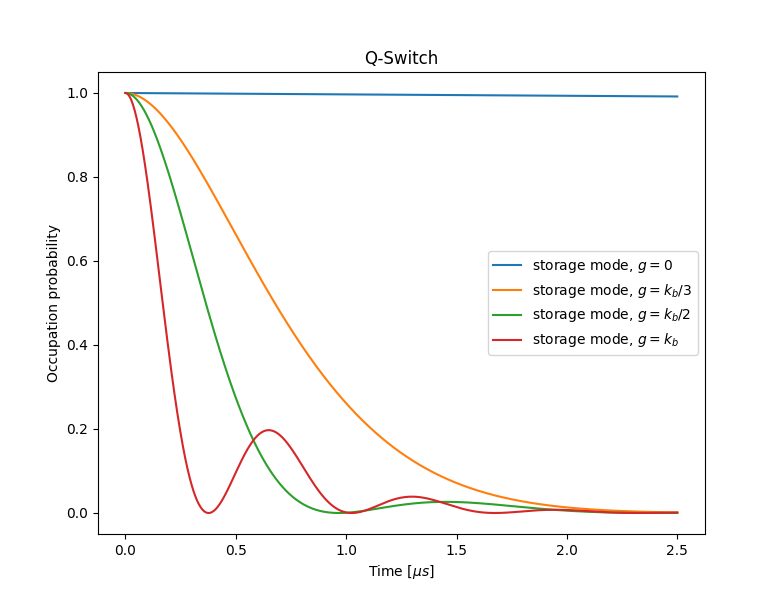 Q-Switch
Occupation probability
1.0
0.8
0.6
0.4
0.2
0.0
storage mode, g = 0
storage mode, g = k_b/3
storage mode, g = k_b/2
storage mode, g = k_b
0.0 0.5 1.0 1.5 2.0 2.5
Time [μs]